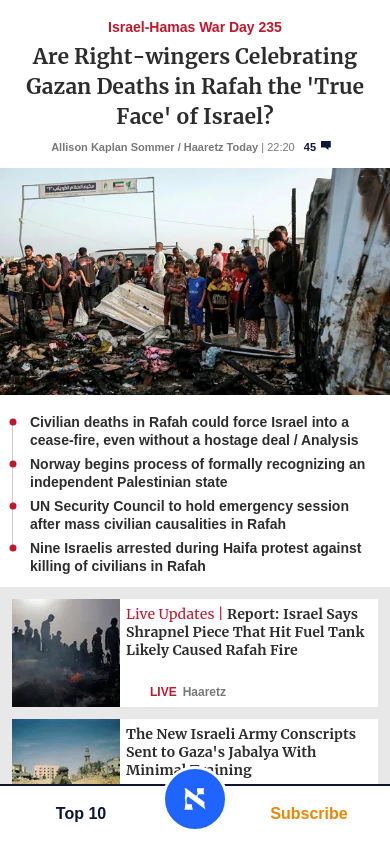 Israel-Hamas War Day 235
Are Right-wingers Celebrating
Gazan Deaths in Rafah the 'True
Face' of Israel?
Allison Kaplan Sommer / Haaretz Today | 22:20 45
Civilian deaths in Rafah could force Israel into a
cease-fire, even without a hostage deal / Analysis
Norway begins process of formally recognizing an
independent Palestinian state
UN Security Council to hold emergency session
after mass civilian causalities in Rafah
Nine Israelis arrested during Haifa protest against
killing of civilians in Rafah
Live Updates | Report: Israel Says
Shrapnel Piece That Hit Fuel Tank
Likely Caused Rafah Fire
LIVE Haaretz
The New Israeli Army Conscripts
Sent to Gaza's Jabalya With
Minimal Training
Top 10
Subscribe